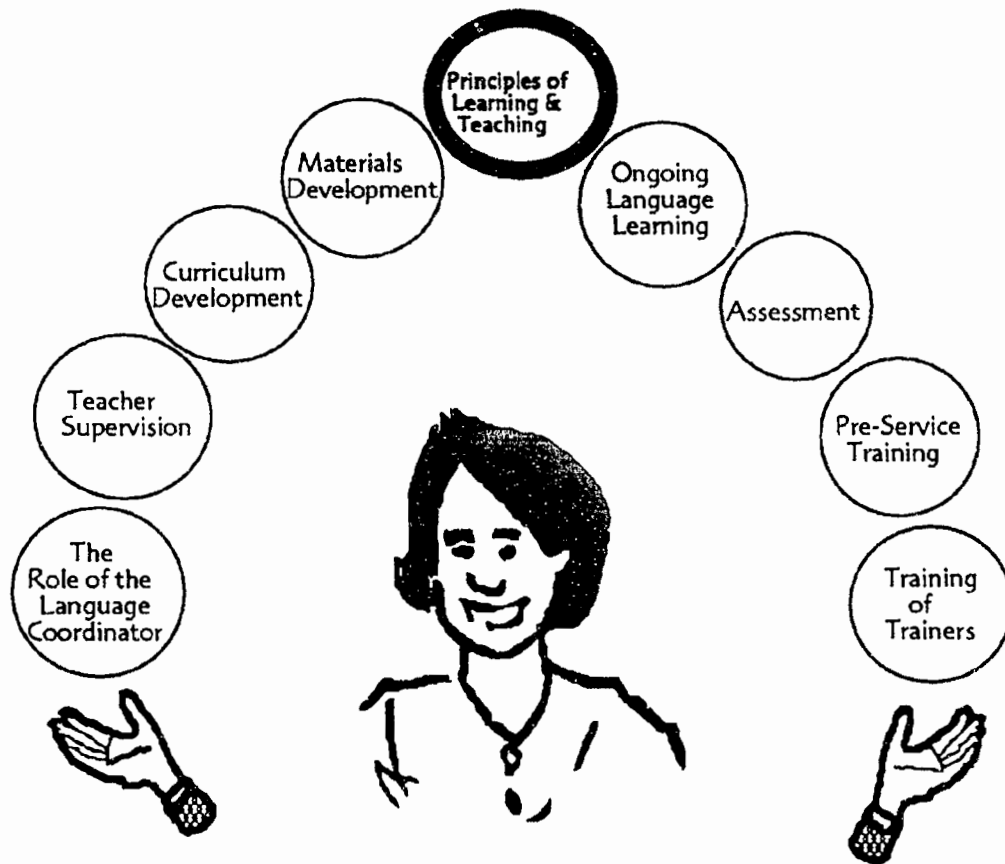 Principles of
Learning &
Teaching
Materials
Development
Ongoing
Language
Learning
Curriculum
Development
Assessment
Teacher
Supervision
Pre-Service
Training
The
Role of the
Language
Coordinator
Training
of
Trainers